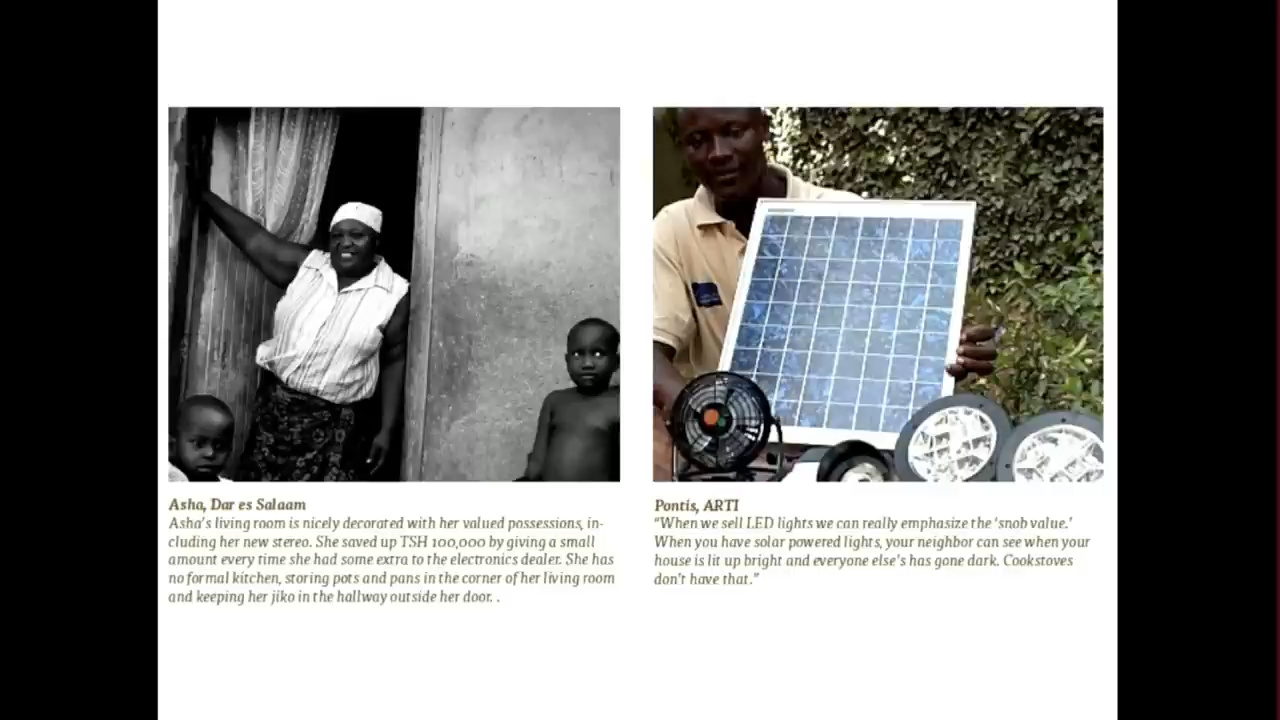 Asha, Dar es Salaam
Asha's living room is nicely decorated with her valued possessions, in-
cluding her new stereo. She saved up TSH 100,000 by giving a small
amount every time she had some extra to the electronics dealer. She has
no formal kitchen, storing pots and pans in the corner of her living room
and keeping her jiko in the hallway outside her door. .
Pontis, ARTI
"When we sell LED lights we can really emphasize the 'snob value.'
When you have solar powered lights, your neighbor can see when your
house is lit up bright and everyone else's has gone dark. Cookstoves
don't have that."